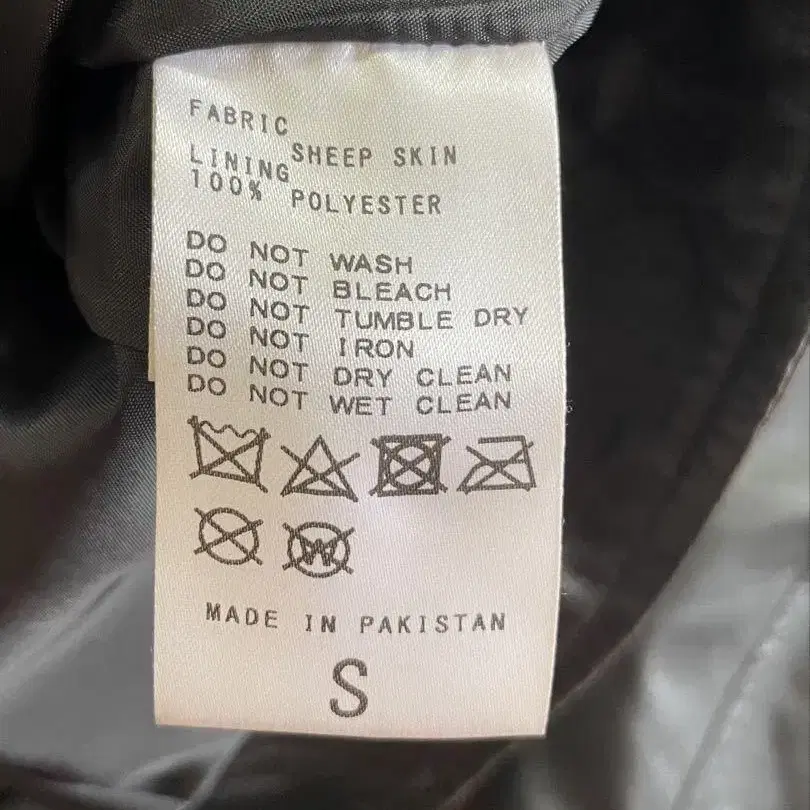 FABRIC
SHEEP SKIN
LINING
100% POLYESTER
DO NOT WASH
DO NOT BLEACH
DO NOT TUMBLE DRY
DO NOT IRON
DO NOT DRY CLEAN
DO NOT WET CLEAN
W
MADE IN PAKISTAN
S